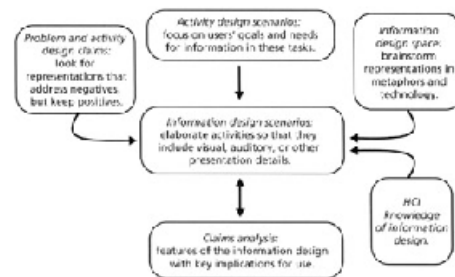 Activity design scenarios:
focus on users' goals and needs
for information in these tasks.
Problem and activity
design claims:
look for
representations that
address negatives,
but keep positives.
Information
design space:
brainstorm
representations in
metaphors and
technology.
Information design scenarios:
elaborate activities so that they
include visual, auditory, or other
presentation details.
HCI
knowledge
of information
design.
Claims analysis:
features of the information design
with key implications for use.